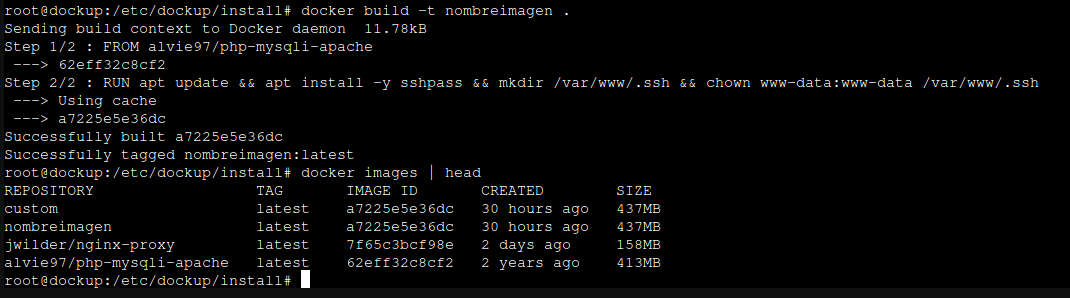 root@dockup:/etc/dockup/install# docker build -t nombreimagen .
Sending build context to Docker daemon  11.78kB
Step 1/2 : FROM alvie97/php-mysqli-apache
 ---> 62eff32c8cf2
Step 2/2 : RUN apt update && apt install -y sshpass && mkdir /var/www/.ssh && chown www-data:www-data /var/www/.ssh
 ---> Using cache
 ---> a7225e5e36dc
Successfully built a7225e5e36dc
Successfully tagged nombreimagen:latest
root@dockup:/etc/dockup/install# docker images | head
REPOSITORY                  TAG       IMAGE ID       CREATED        SIZE
custom                      latest    a7225e5e36dc   30 hours ago   437MB
nombreimagen                latest    a7225e5e36dc   30 hours ago   437MB
jwilder/nginx-proxy         latest    7f65c3bcf98e   2 days ago     158MB
alvie97/php-mysqli-apache   latest    62eff32c8cf2   2 years ago    413MB
root@dockup:/etc/dockup/install#